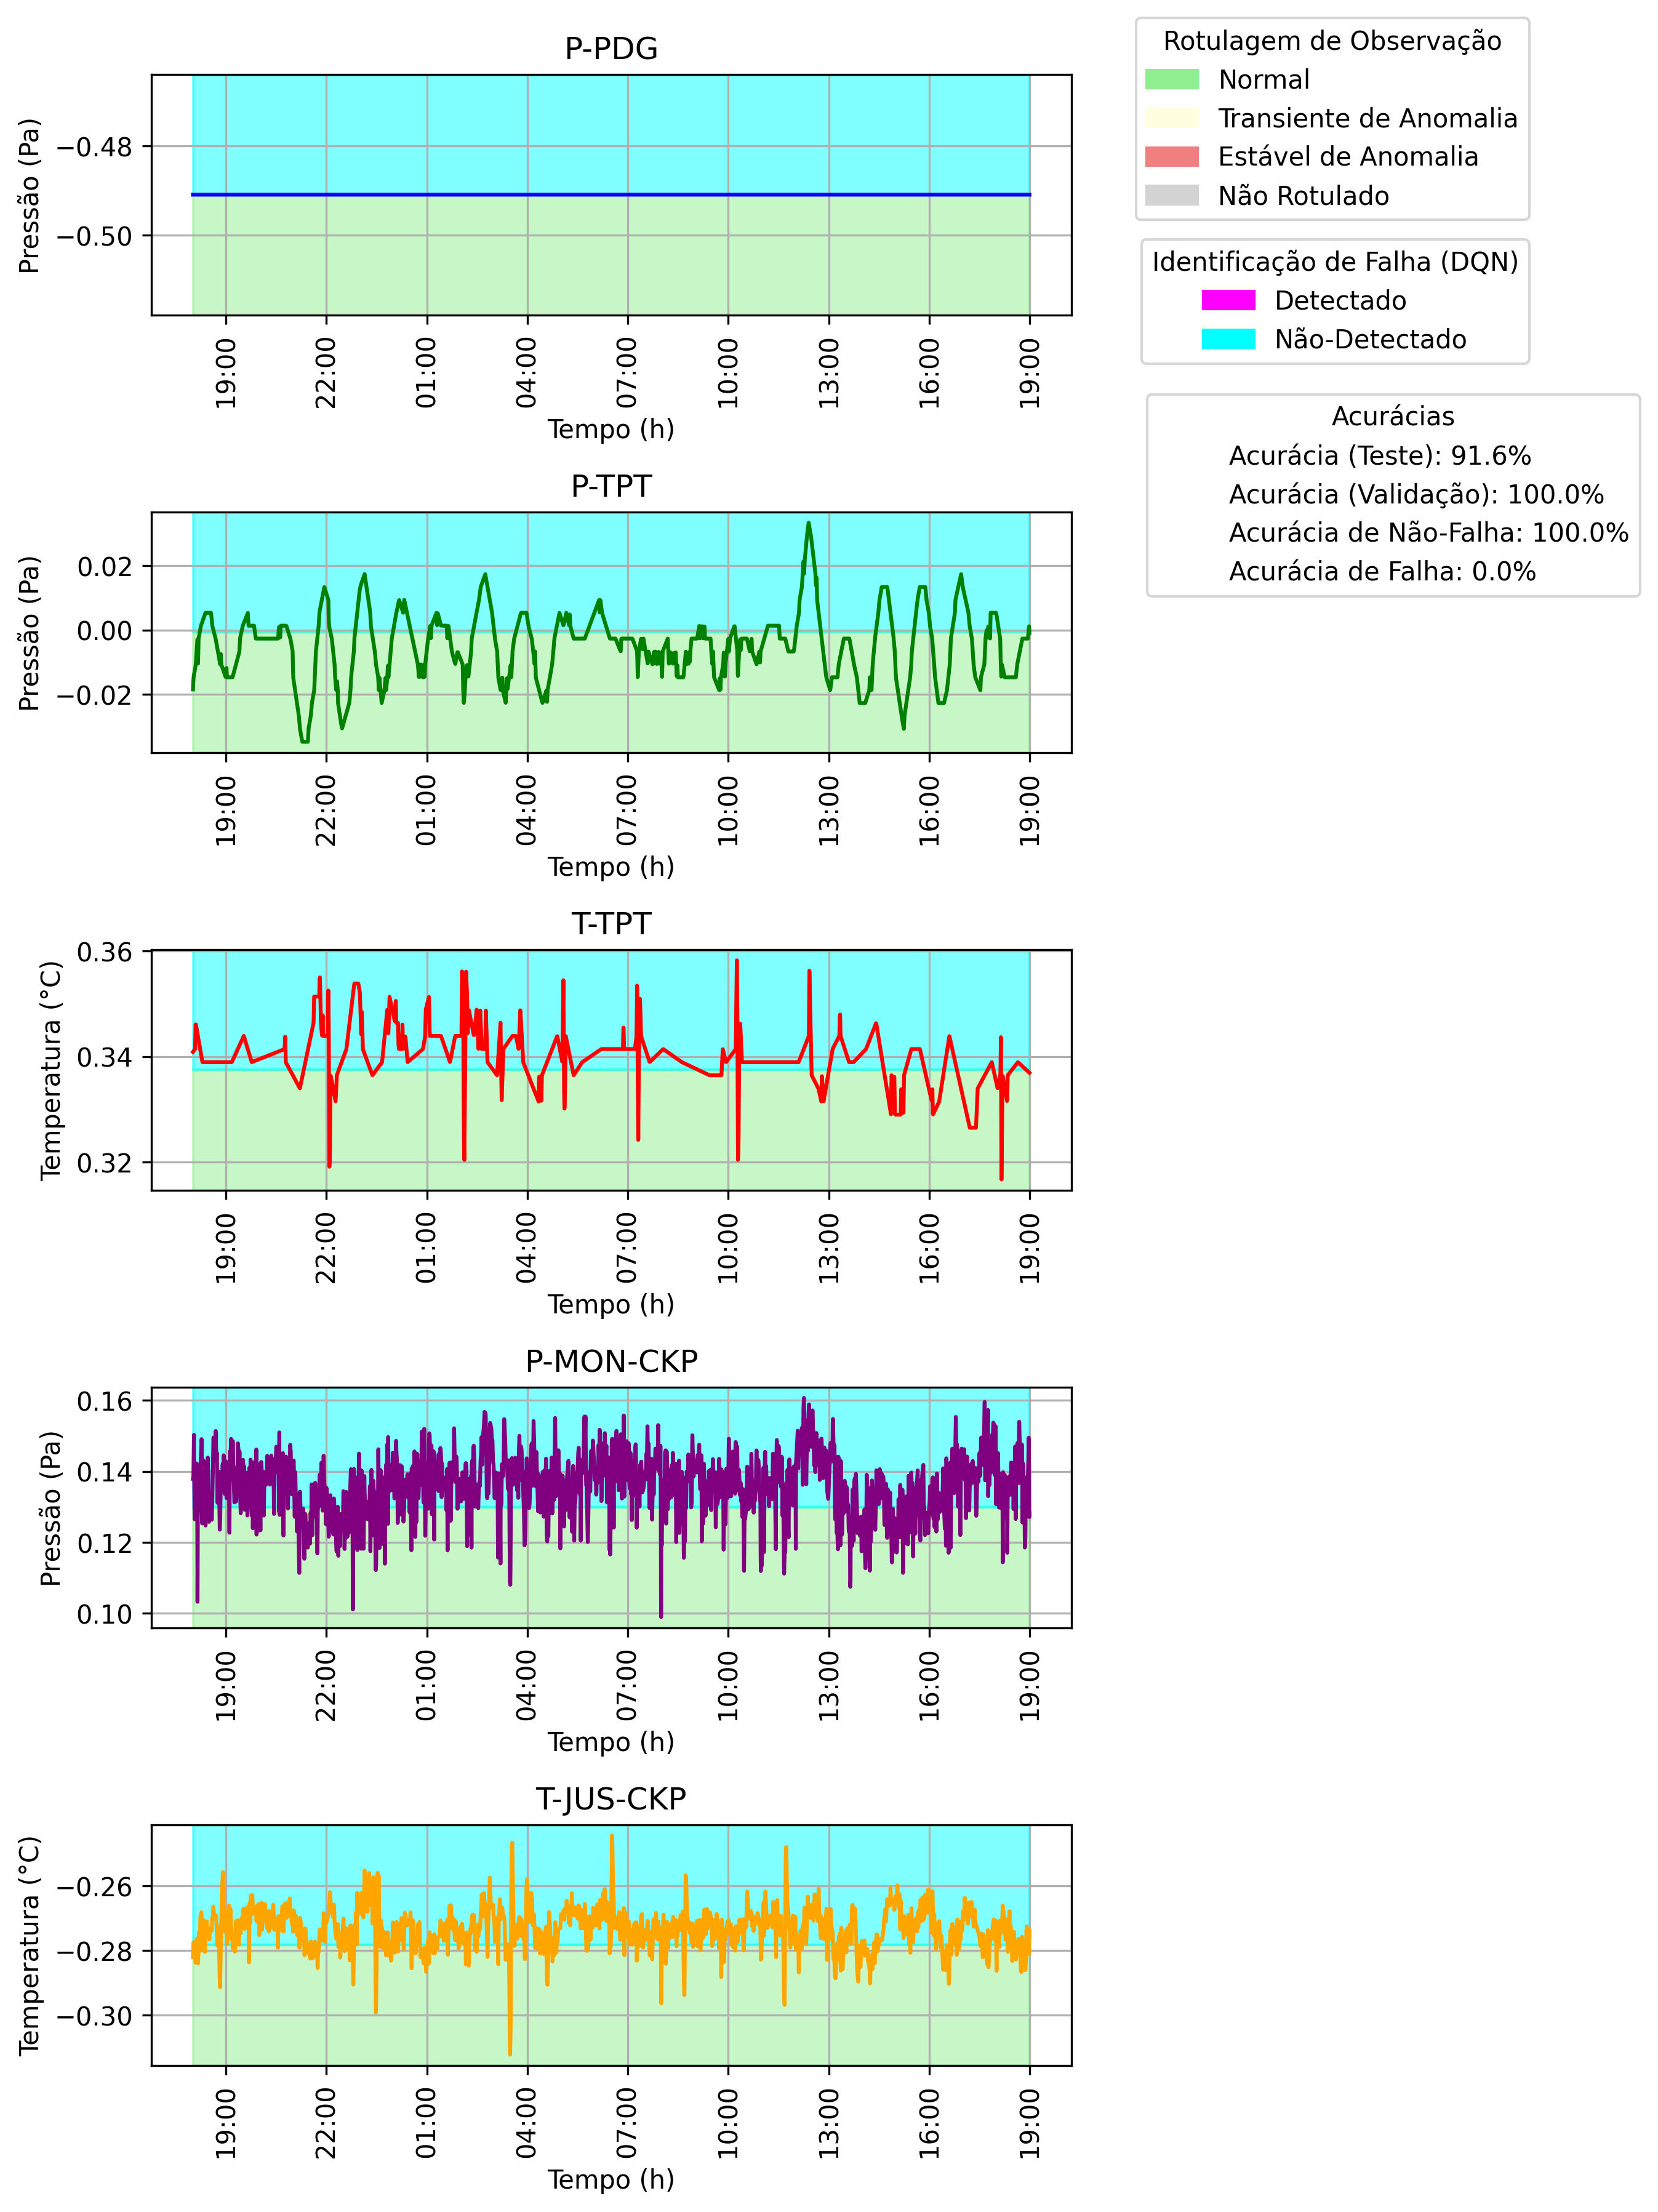 P-PDG
Pressão (Pa)
−0.48
−0.50
19:00 22:00 01:00 04:00 07:00 10:00 13:00 16:00 19:00
Tempo (h)
P-TPT
Pressão (Pa)
0.02
0.00
−0.02
19:00 22:00 01:00 04:00 07:00 10:00 13:00 16:00 19:00
Tempo (h)
T-TPT
Temperatura (°C)
0.36
0.34
0.32
19:00 22:00 01:00 04:00 07:00 10:00 13:00 16:00 19:00
Tempo (h)
P-MON-CKP
Pressão (Pa)
0.16
0.14
0.12
0.10
19:00 22:00 01:00 04:00 07:00 10:00 13:00 16:00 19:00
Tempo (h)
T-JUS-CKP
Temperatura (°C)
−0.26
−0.28
−0.30
19:00 22:00 01:00 04:00 07:00 10:00 13:00 16:00 19:00
Tempo (h)
Rotulagem de Observação
Normal
Transiente de Anomalia
Estável de Anomalia
Não Rotulado
Identificação de Falha (DQN)
Detectado
Não-Detectado
Acurácias
Acurácia (Teste): 91.6%
Acurácia (Validação): 100.0%
Acurácia de Não-Falha: 100.0%
Acurácia de Falha: 0.0%